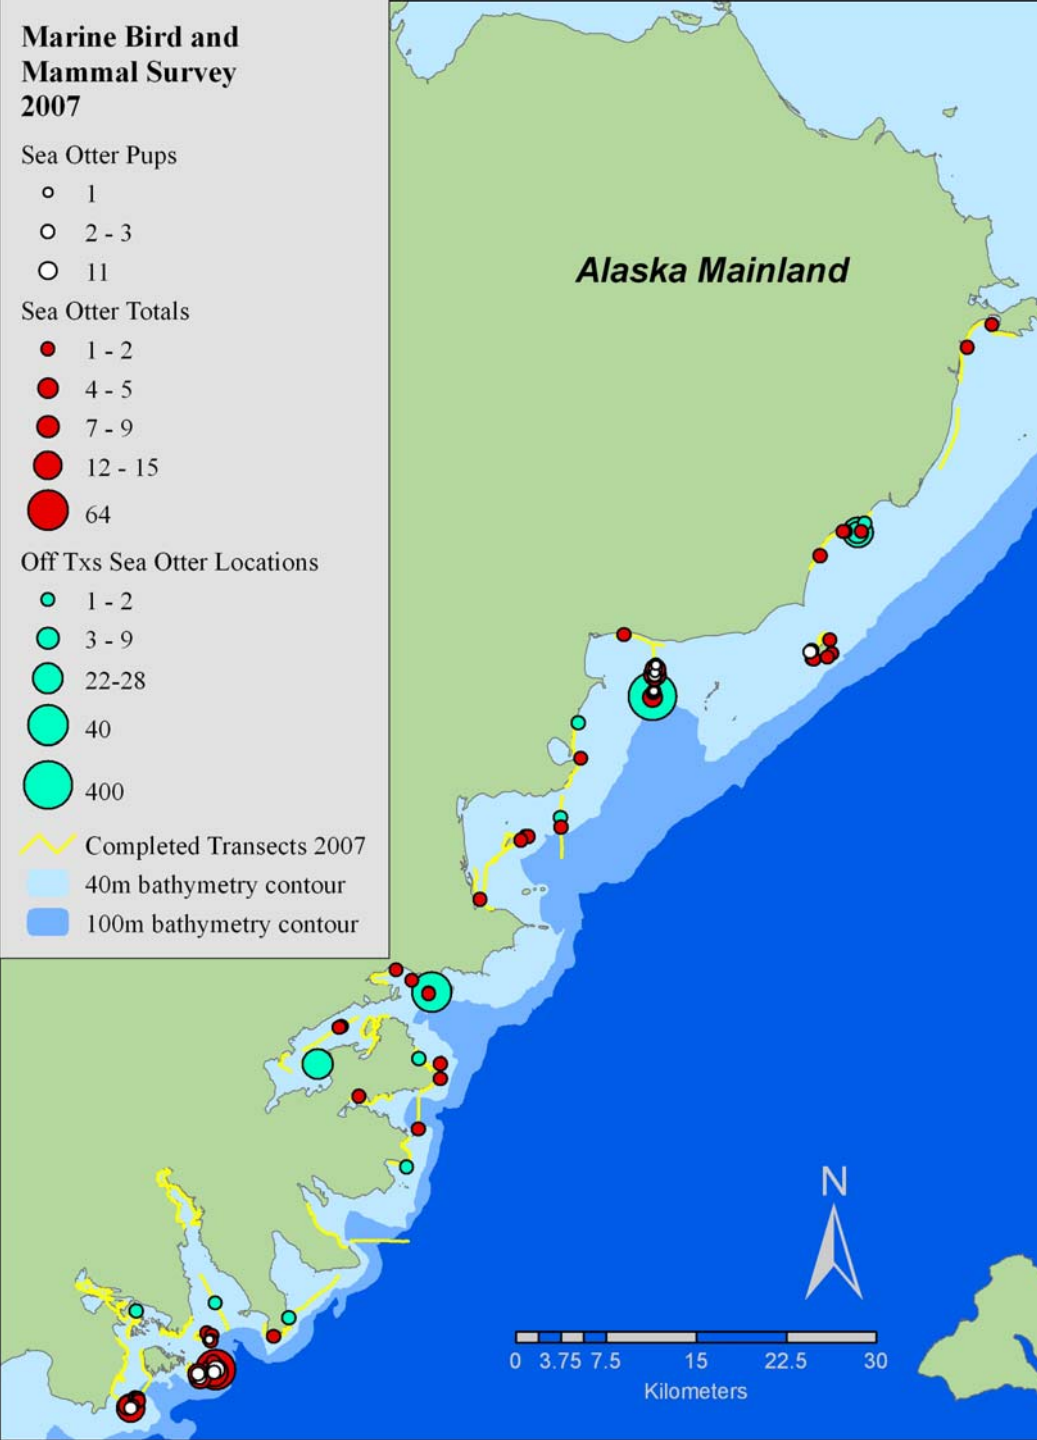 Marine Bird and
Mammal Survey
2007
Sea Otter Pups
1
2 - 3
11
Sea Otter Totals
1 - 2
4 - 5
7 - 9
12 - 15
64
Off Txs Sea Otter Locations
1 - 2
3 - 9
22-28
40
400
Completed Transects 2007
40m bathymetry contour
100m bathymetry contour
Alaska Mainland
N
0 3.75 7.5 15 22.5 30
Kilometers